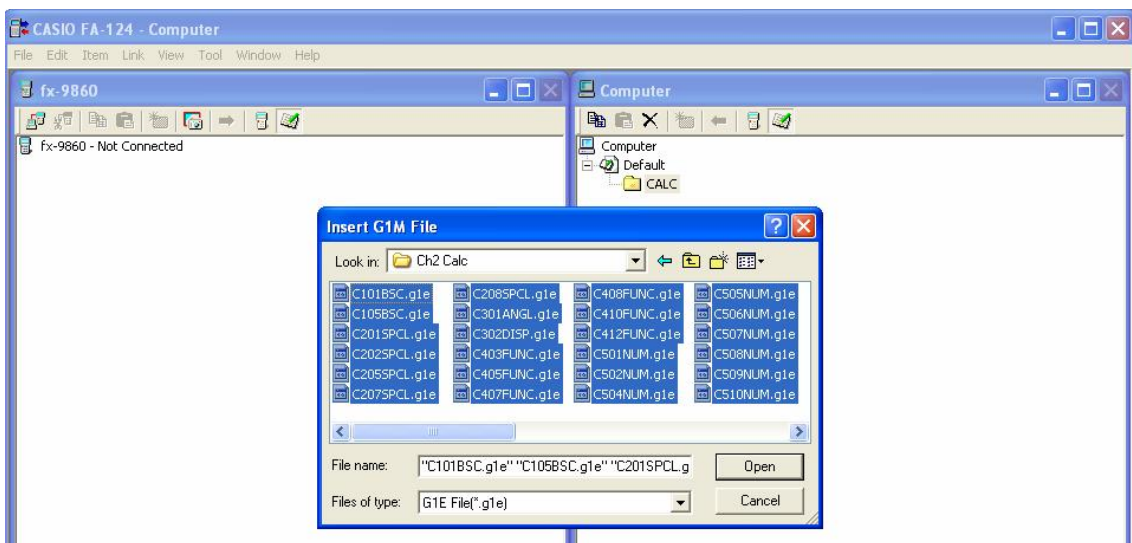 CASIO FA-124 - Computer
File Edit Item Link View Tool Window Help
fx-9860
fx-9860 - Not Connected
Computer
Computer
Default
CALC
Insert G1M File
Look in: Ch2 Calc
C101BSC.g1e C208SPCL.g1e C408FUNC.g1e C505NUM.g1e
C105BSC.g1e C301ANGL.g1e C410FUNC.g1e C506NUM.g1e
C201SPCL.g1e C302DISP.g1e C412FUNC.g1e C507NUM.g1e
C202SPCL.g1e C403FUNC.g1e C501NUM.g1e C508NUM.g1e
C205SPCL.g1e C405FUNC.g1e C502NUM.g1e C509NUM.g1e
C207SPCL.g1e C407FUNC.g1e C504NUM.g1e C510NUM.g1e
File name: "C101BSC.g1e" "C105BSC.g1e" "C201SPCL.g Open
Files of type: G1E File(*.g1e) Cancel